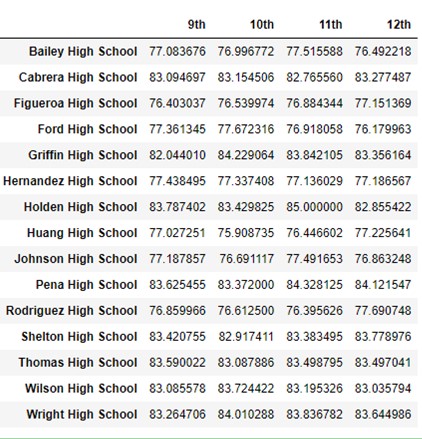 9th 10th 11th 12th
Bailey High School 77.083676 76.996772 77.515588 76.492218
Cabrera High School 83.094697 83.154506 82.765560 83.277487
Figueroa High School 76.403037 76.539974 76.884344 77.151369
Ford High School 77.361345 77.672316 76.918058 76.179963
Griffin High School 82.044010 84.229064 83.842105 83.356164
Hernandez High School 77.438495 77.337408 77.136029 77.186567
Holden High School 83.787402 83.429825 85.000000 82.855422
Huang High School 77.027251 75.908735 76.446602 77.225641
Johnson High School 77.187857 76.691117 77.491653 76.863248
Pena High School 83.625455 83.372000 84.328125 84.121547
Rodriguez High School 76.859966 76.612500 76.395626 77.690748
Shelton High School 83.420755 82.917411 83.383495 83.778976
Thomas High School 83.590022 83.087886 83.498795 83.497041
Wilson High School 83.085578 83.724422 83.195326 83.035794
Wright High School 83.264706 84.010288 83.836782 83.644986